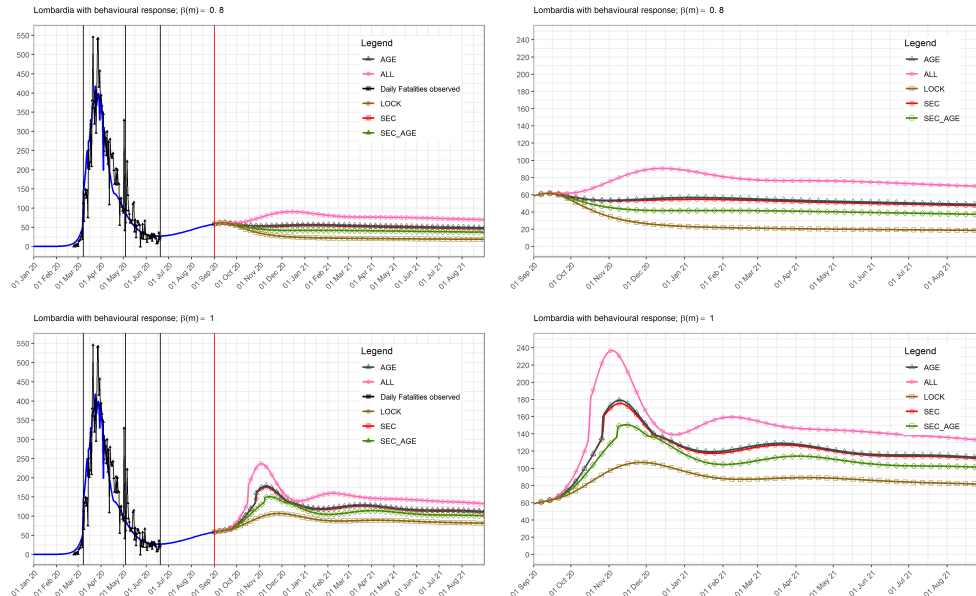 Lombardia with behavioural response; β(m) = 0.8
550
500
450
400
350
300
250
200
150
100
50
0
01 Jan 20
01 Feb 20
01 Mar 20
01 Apr 20
01 May 20
01 Jun 20
01 Jul 20
01 Aug 20
01 Sep 20
01 Oct 20
01 Nov 20
01 Dec 20
01 Jan 21
01 Feb 21
01 Mar 21
01 Apr 21
01 May 21
01 Jun 21
01 Jul 21
01 Aug 21
Legend
AGE
ALL
Daily Fatalities observed
LOCK
SEC
SEC_AGE
Lombardia with behavioural response; β(m) = 0.8
240
220
200
180
160
140
120
100
80
60
40
20
0
01 Sep 20
01 Oct 20
01 Nov 20
01 Dec 20
01 Jan 21
01 Feb 21
01 Mar 21
01 Apr 21
01 May 21
01 Jun 21
01 Jul 21
01 Aug 21
Legend
AGE
ALL
LOCK
SEC
SEC_AGE
Lombardia with behavioural response; β(m) = 1
550
500
450
400
350
300
250
200
150
100
50
0
01 Jan 20
01 Feb 20
01 Mar 20
01 Apr 20
01 May 20
01 Jun 20
01 Jul 20
01 Aug 20
01 Sep 20
01 Oct 20
01 Nov 20
01 Dec 20
01 Jan 21
01 Feb 21
01 Mar 21
01 Apr 21
01 May 21
01 Jun 21
01 Jul 21
01 Aug 21
Legend
AGE
ALL
Daily Fatalities observed
LOCK
SEC
SEC_AGE
Lombardia with behavioural response; β(m) = 1
240
220
200
180
160
140
120
100
80
60
40
20
0
01 Sep 20
01 Oct 20
01 Nov 20
01 Dec 20
01 Jan 21
01 Feb 21
01 Mar 21
01 Apr 21
01 May 21
01 Jun 21
01 Jul 21
01 Aug 21
Legend
AGE
ALL
LOCK
SEC
SEC_AGE